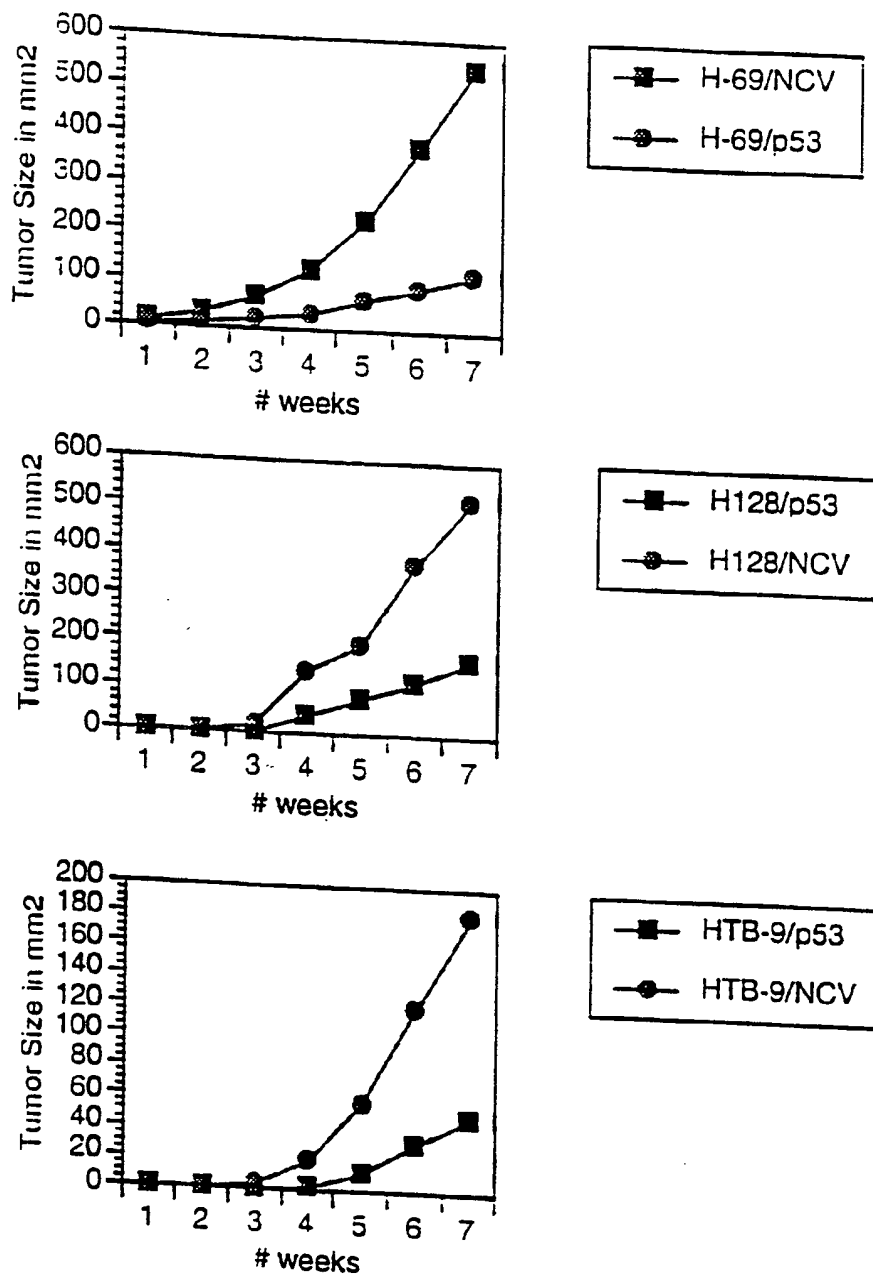 600
500
400
300
200
100
0
Tumor Size in mm2
1 2 3 4 5 6 7
# weeks
H-69/NCV
H-69/p53
600
500
400
300
200
100
0
Tumor Size in mm2
1 2 3 4 5 6 7
# weeks
H128/p53
H128/NCV
200
180
160
140
120
100
80
60
40
20
0
Tumor Size in mm2
1 2 3 4 5 6 7
# weeks
HTB-9/p53
HTB-9/NCV